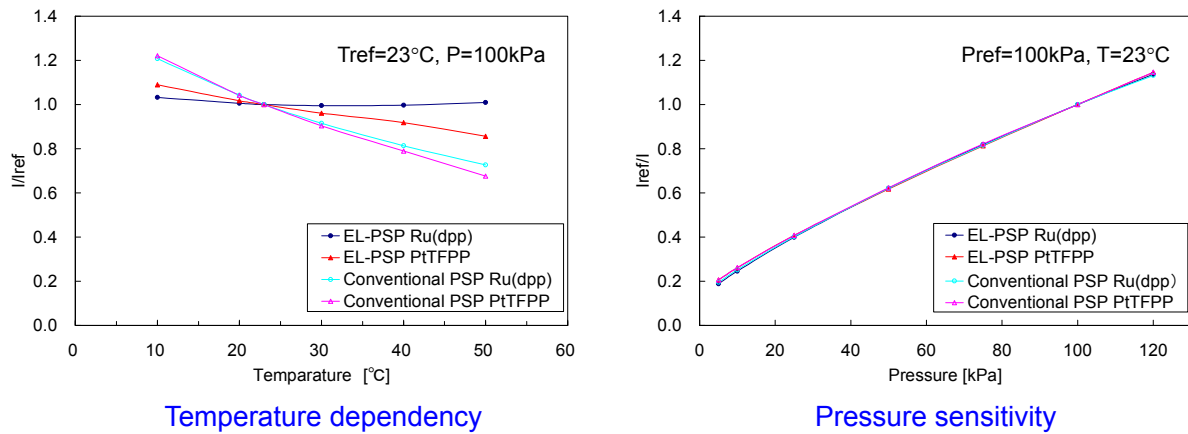 1.4
1.2
1.0
0.8
0.6
0.4
0.2
0.0
I/Iref
Tref=23°C, P=100kPa
EL-PSP Ru(dpp)
EL-PSP PtTFPP
Conventional PSP Ru(dpp)
Conventional PSP PtTFPP
0 10 20 30 40 50 60
Temparature [°C]
Temperature dependency
1.4
1.2
1.0
0.8
0.6
0.4
0.2
0.0
Iref/I
Pref=100kPa, T=23°C
EL-PSP Ru(dpp)
EL-PSP PtTFPP
Conventional PSP Ru(dpp）
Conventional PSP PtTFPP
0 20 40 60 80 100 120
Pressure [kPa]
Pressure sensitivity